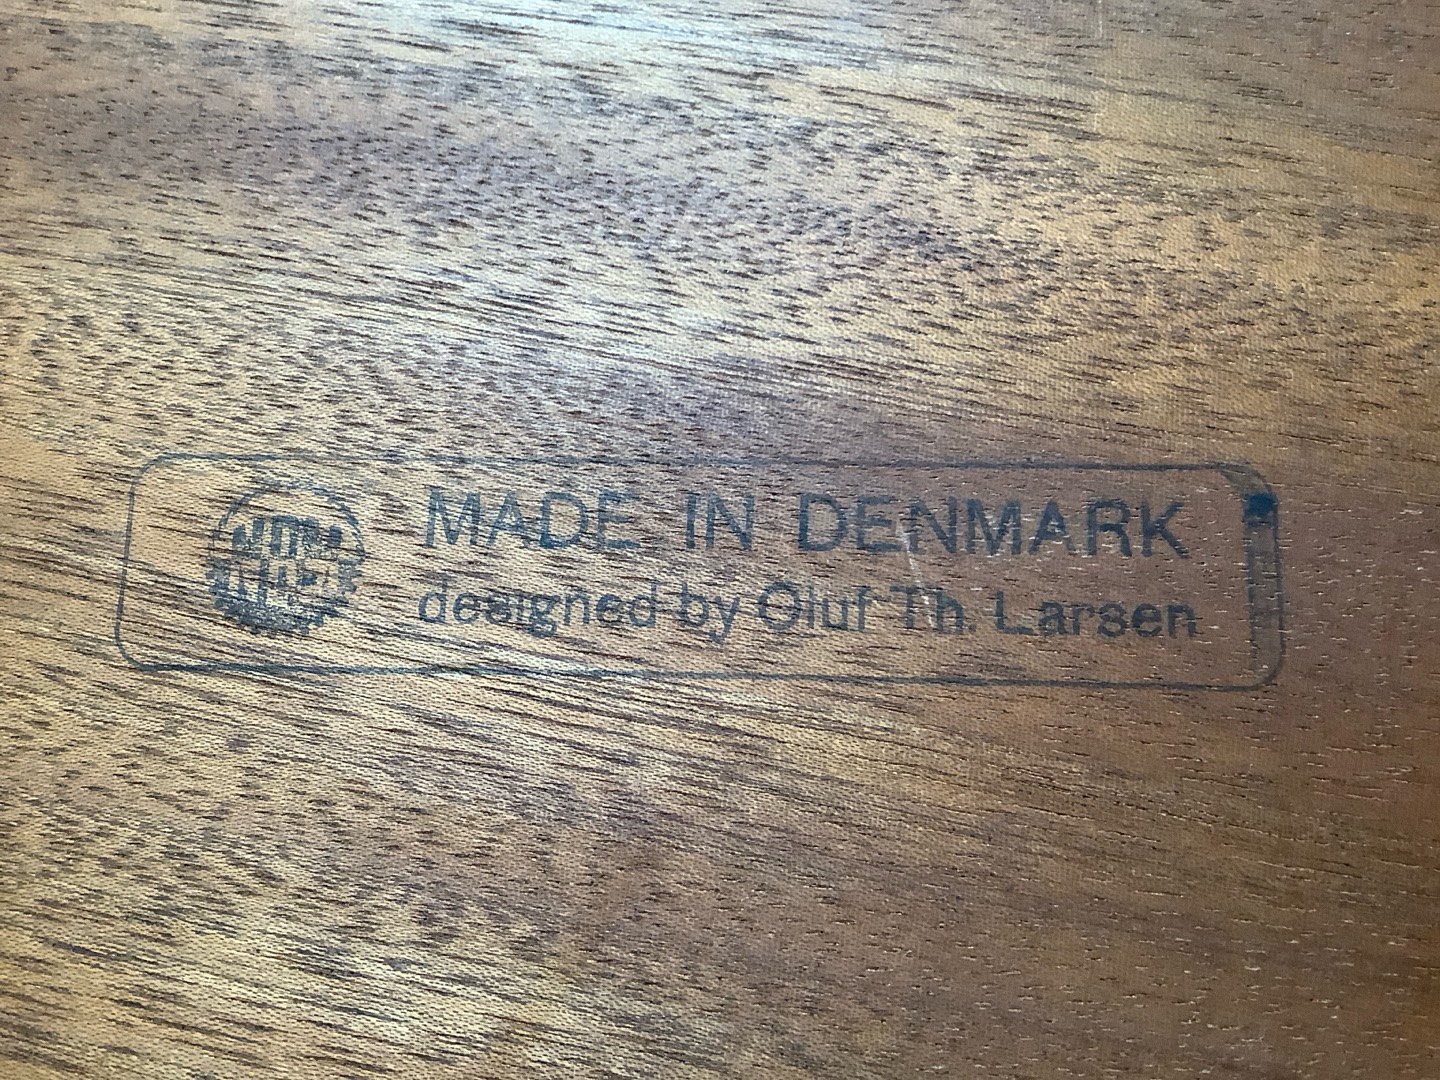 MADE IN DENMARK
designed by Oluf Th. Larsen